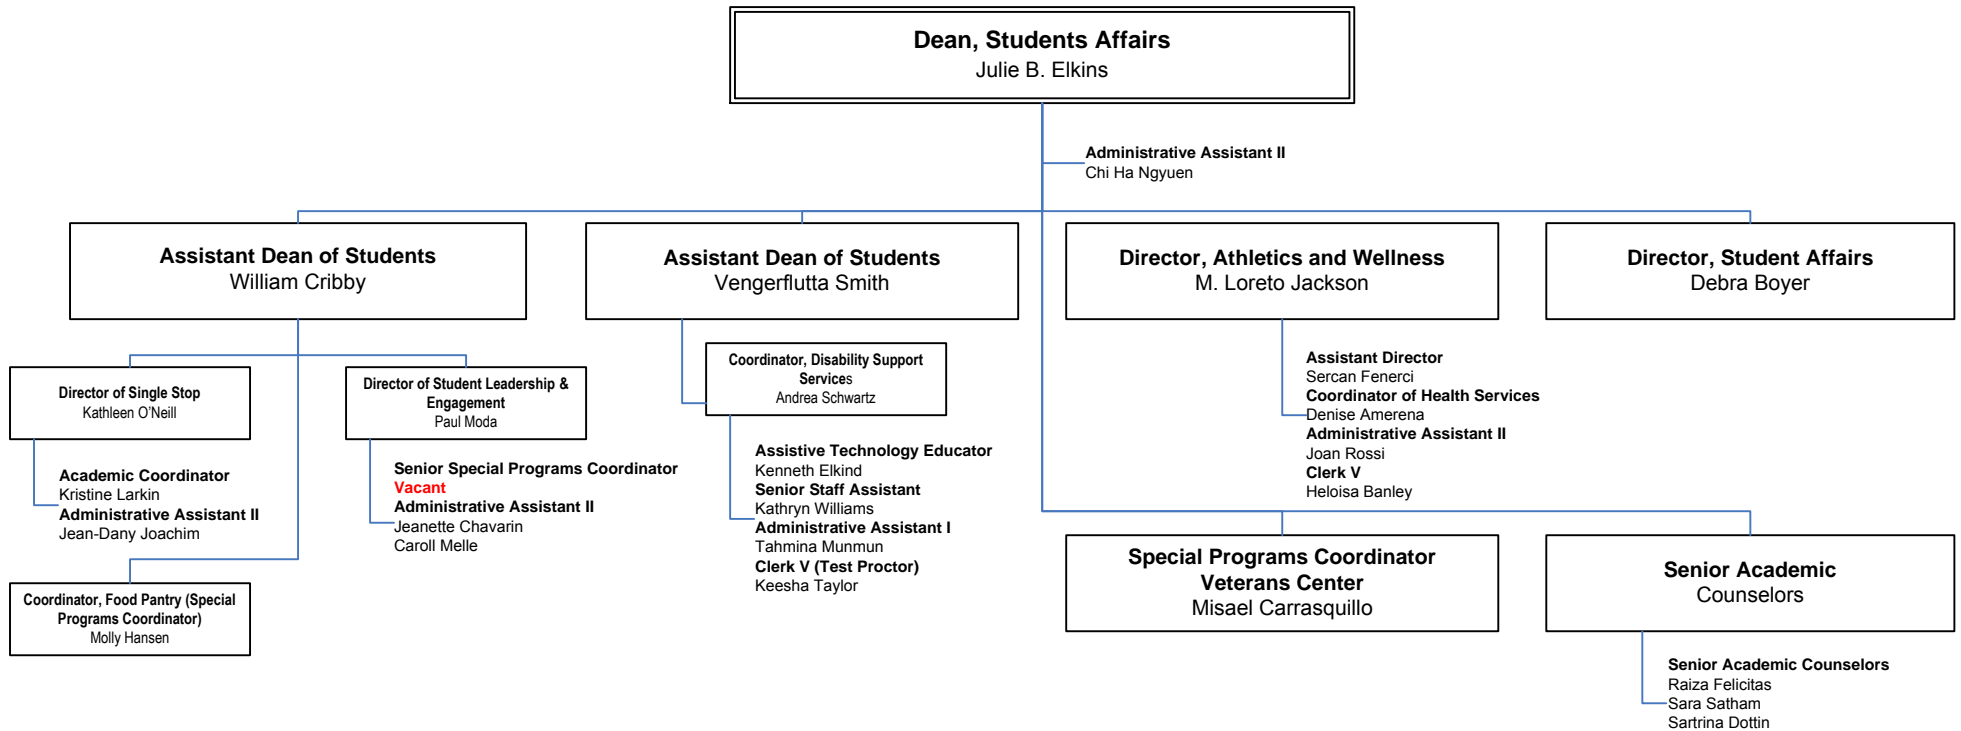 Dean, Students Affairs
Julie B. Elkins
Administrative Assistant II
Chi Ha Ngyuen
Assistant Dean of Students
William Cribby
Assistant Dean of Students
Vengerflutta Smith
Director, Athletics and Wellness
M. Loreto Jackson
Director, Student Affairs
Debra Boyer
Director of Single Stop
Kathleen O'Neill
Academic Coordinator
Kristine Larkin
Administrative Assistant II
Jean-Dany Joachim
Coordinator, Food Pantry (Special
Programs Coordinator)
Molly Hansen
Director of Student Leadership &
Engagement
Paul Moda
Senior Special Programs Coordinator
Vacant
Administrative Assistant II
Jeanette Chavarin
Caroll Melle
Coordinator, Disability Support
Services
Andrea Schwartz
Assistive Technology Educator
Kenneth Elkind
Senior Staff Assistant
Kathryn Williams
Administrative Assistant I
Tahmina Munmun
Clerk V (Test Proctor)
Keesha Taylor
Assistant Director
Sercan Fenerci
Coordinator of Health Services
Denise Amerena
Administrative Assistant II
Joan Rossi
Clerk V
Heloisa Banley
Special Programs Coordinator
Veterans Center
Misael Carrasquillo
Senior Academic
Counselors
Senior Academic Counselors
Raiza Felicitas
Sara Satham
Sartrina Dottin